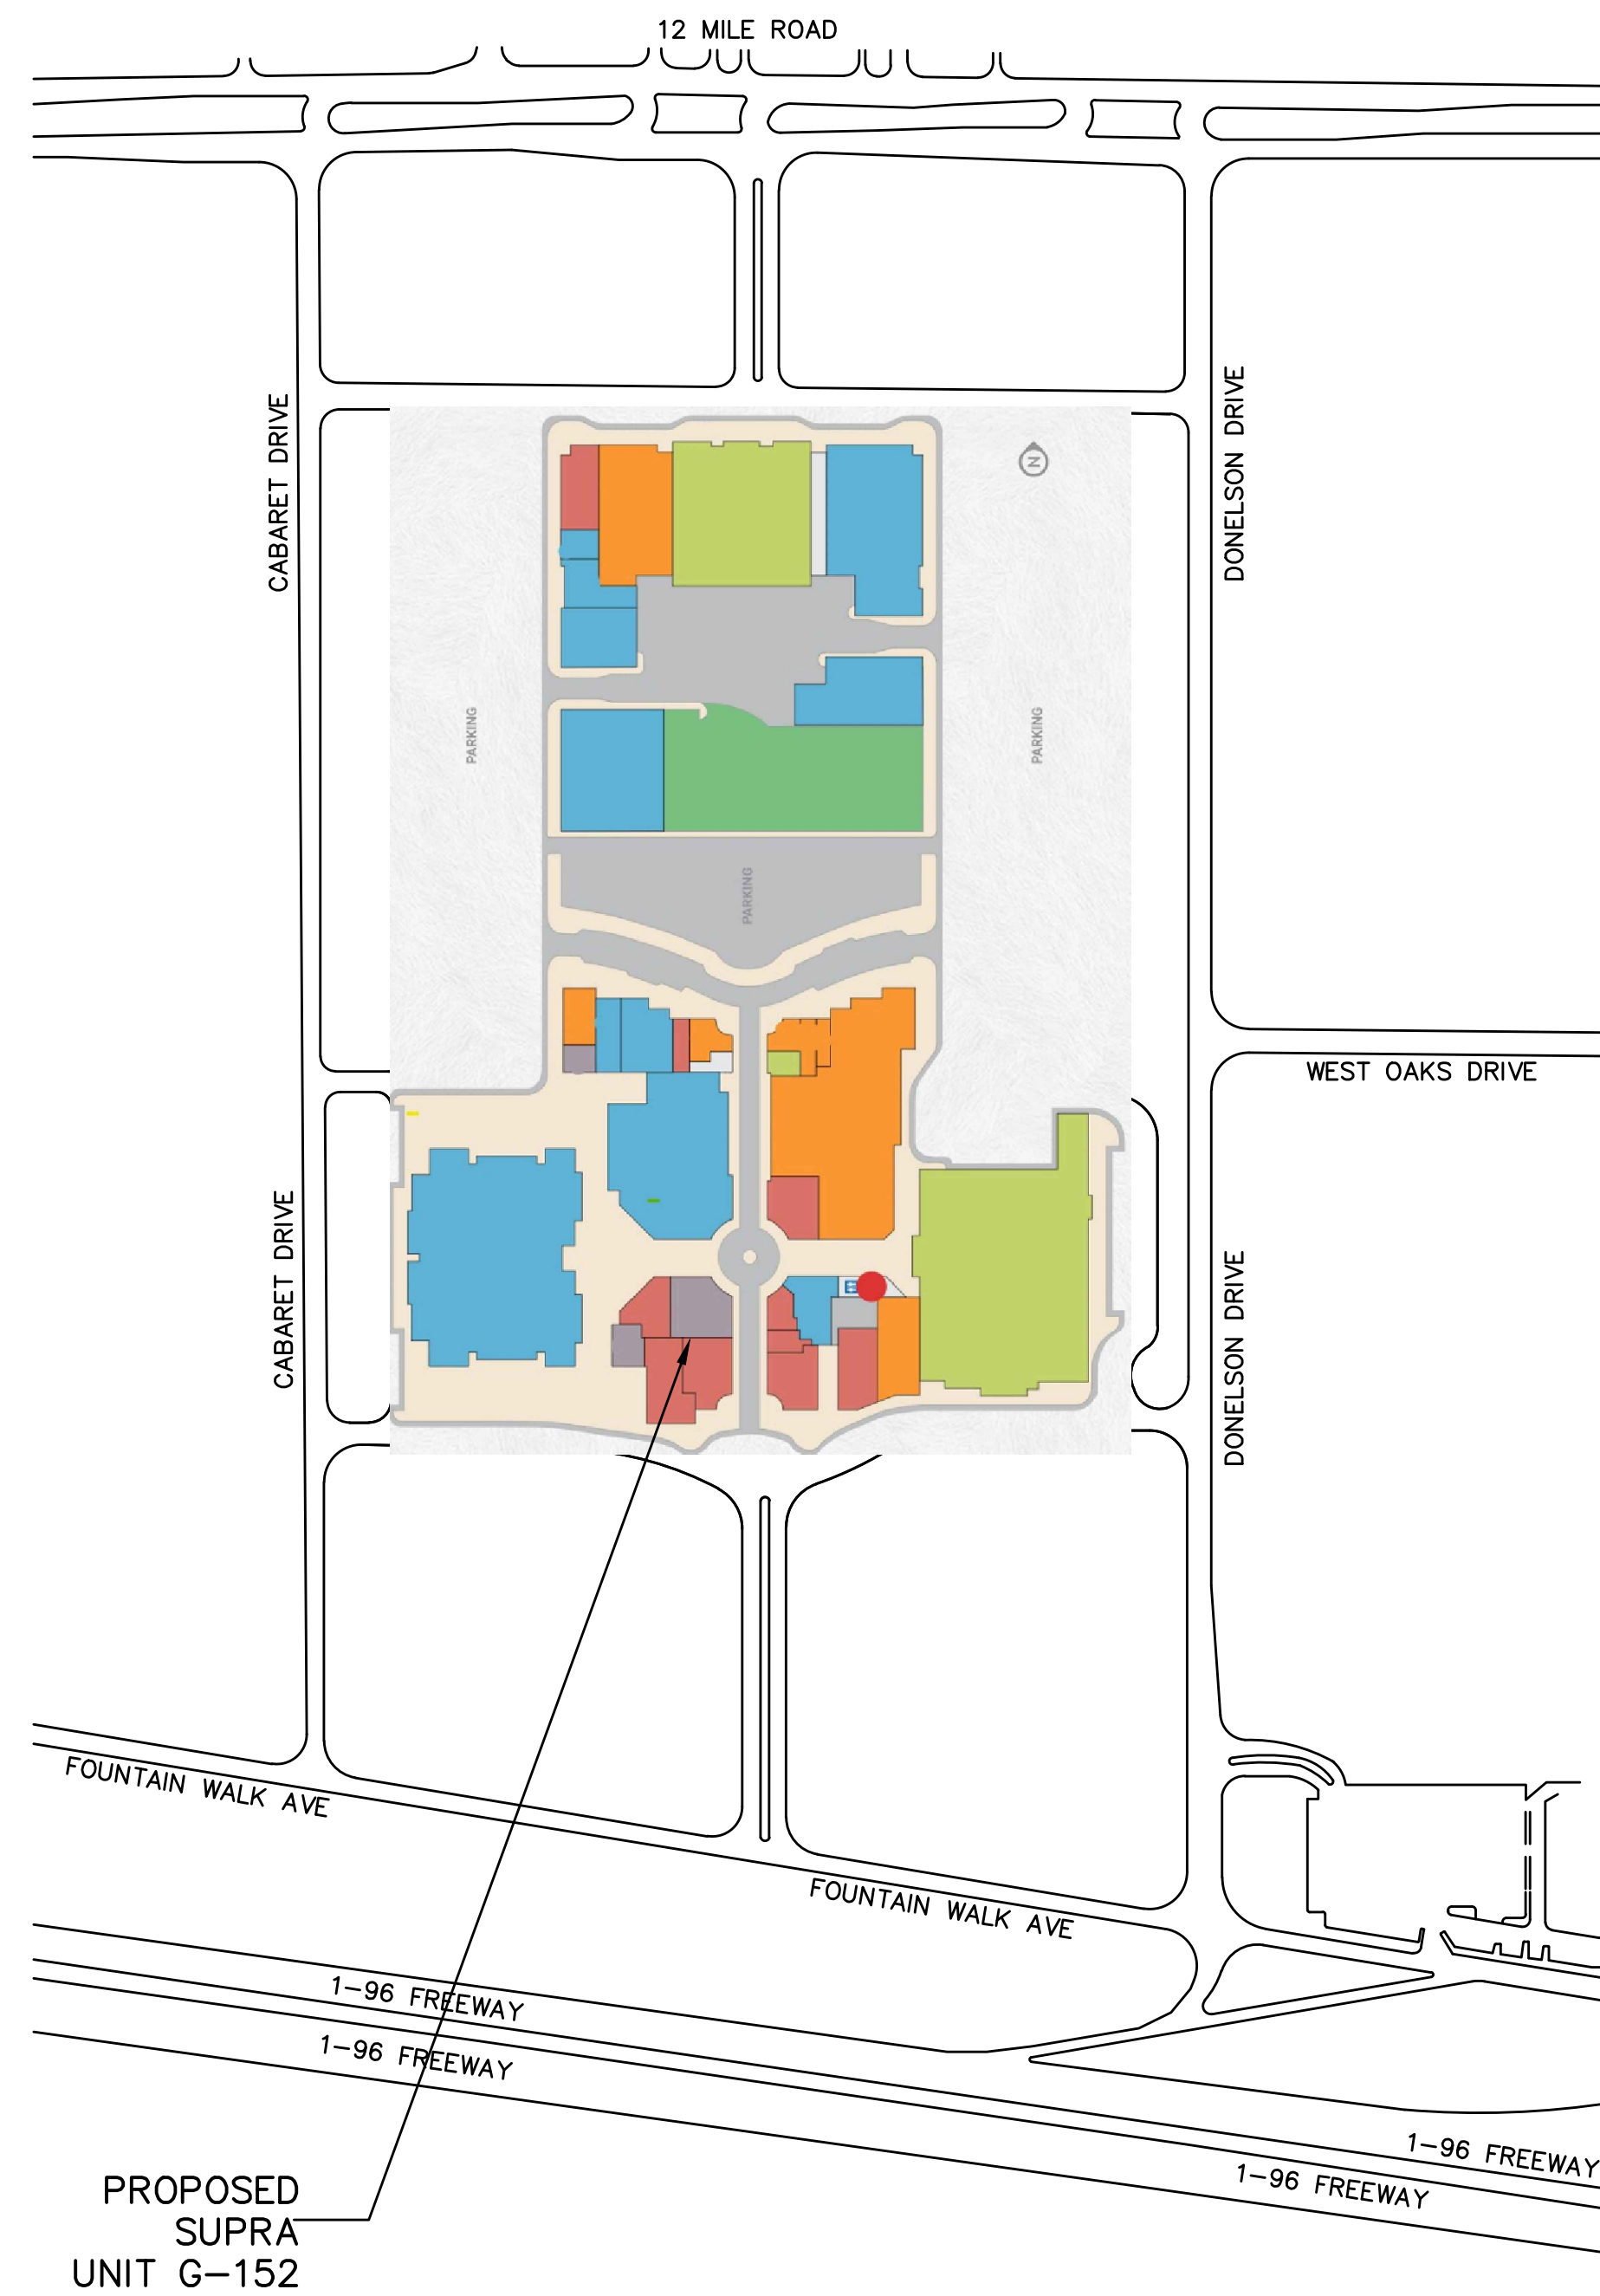 12 MILE ROAD
CABARET DRIVE
DONELSON DRIVE
N
PARKING
PARKING
PARKING
WEST OAKS DRIVE
CABARET DRIVE
DONELSON DRIVE
FOUNTAIN WALK AVE
FOUNTAIN WALK AVE
1-96 FREEWAY
1-96 FREEWAY
1-96 FREEWAY
1-96 FREEWAY
PROPOSED
SUPRA
UNIT G-152